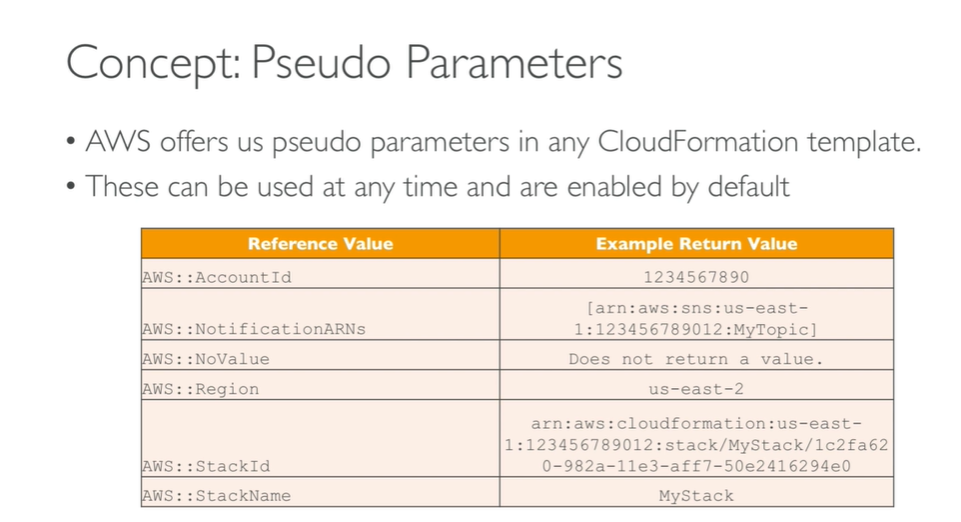 Concept: Pseudo Parameters
• AWS offers us pseudo parameters in any CloudFormation template.
• These can be used at any time and are enabled by default
Reference Value Example Return Value
AWS::AccountId 1234567890
[arn:aws:sns:us-east-
AWS::NotificationARNs 1:123456789012:MyTopic]
AWS::NoValue Does not return a value.
AWS::Region us-east-2
arn:aws:cloudformation:us-east-
1:123456789012:stack/MyStack/1c2fa62
AWS::StackId 0-982a-11e3-aff7-50e2416294e0
AWS::StackName MyStack